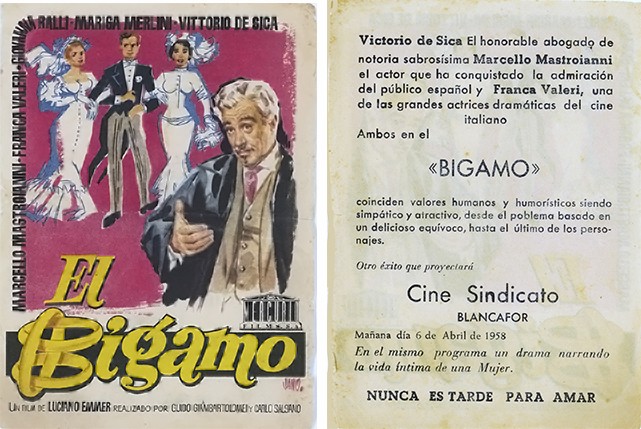 MARCELLO MASTROIANNI-FRANCA VALERI-GIOVANNA RALLI-MARISA MERLINI-VITTORIO DE SICA
El
Bígamo
MERCURIO
FILMS S.A.
JANO
UN FILM DE LUCIANO EMMER REALIZADO POR: GUIDO GIAMBARTOLOMEI Y CARLO SALSANO
Victorio de Sica El honorable abogado de
notoria sabrosísima Marcello Mastroianni
el actor que ha conquistado la admiración
del público español y Franca Valeri, una
de las grandes actrices dramáticas del cine
italiano
Ambos en el
«BIGAMO»
coinciden valores humanos y humorísticos siendo
simpático y atractivo, desde el poblema basado en
un delicioso equívoco, hasta el último de los perso-
najes.
Otro éxito que proyectará
Cine Sindicato
BLANCAFOR
Mañana día 6 de Abril de 1958
En el mismo programa un drama narrando
la vida íntima de una Mujer.
NUNCA ES TARDE PARA AMAR